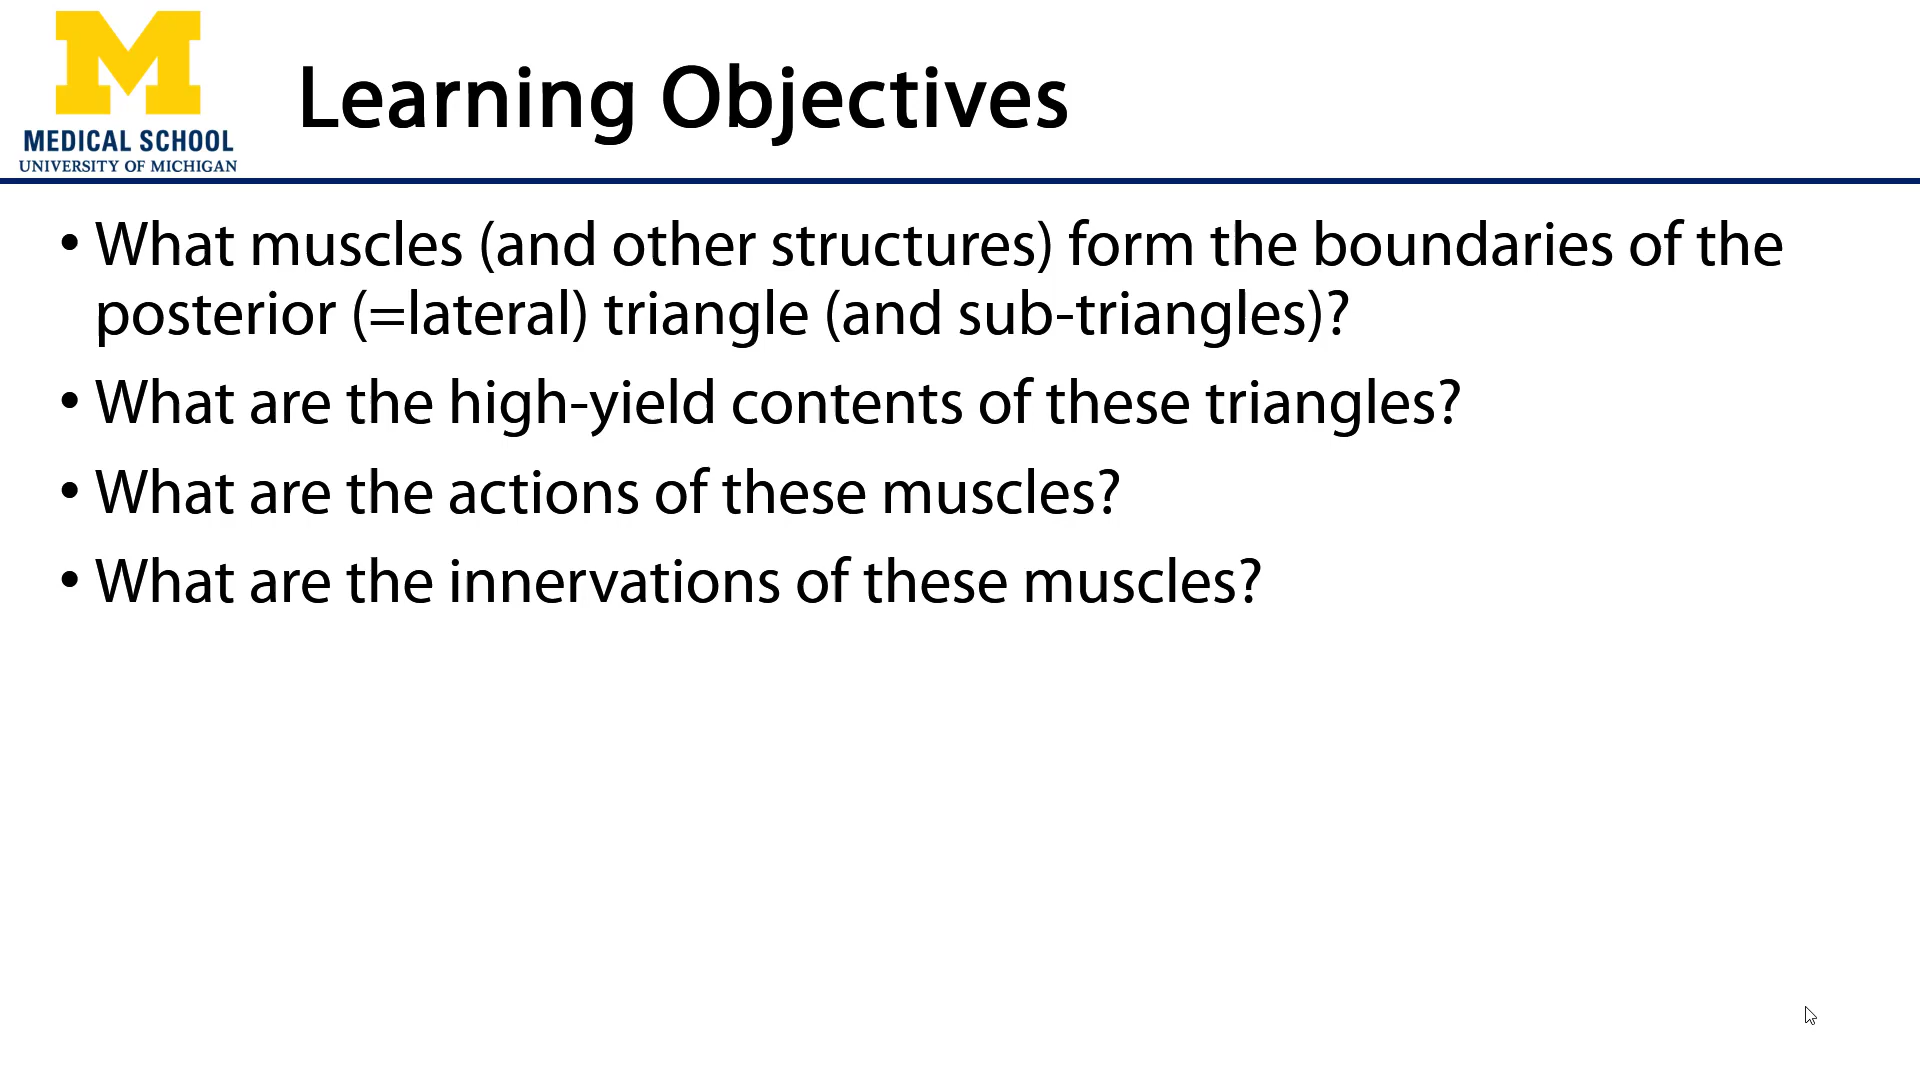 M
MEDICAL SCHOOL
UNIVERSITY OF MICHIGAN
Learning Objectives
• What muscles (and other structures) form the boundaries of the
posterior (=lateral) triangle (and sub-triangles)?
• What are the high-yield contents of these triangles?
• What are the actions of these muscles?
• What are the innervations of these muscles?